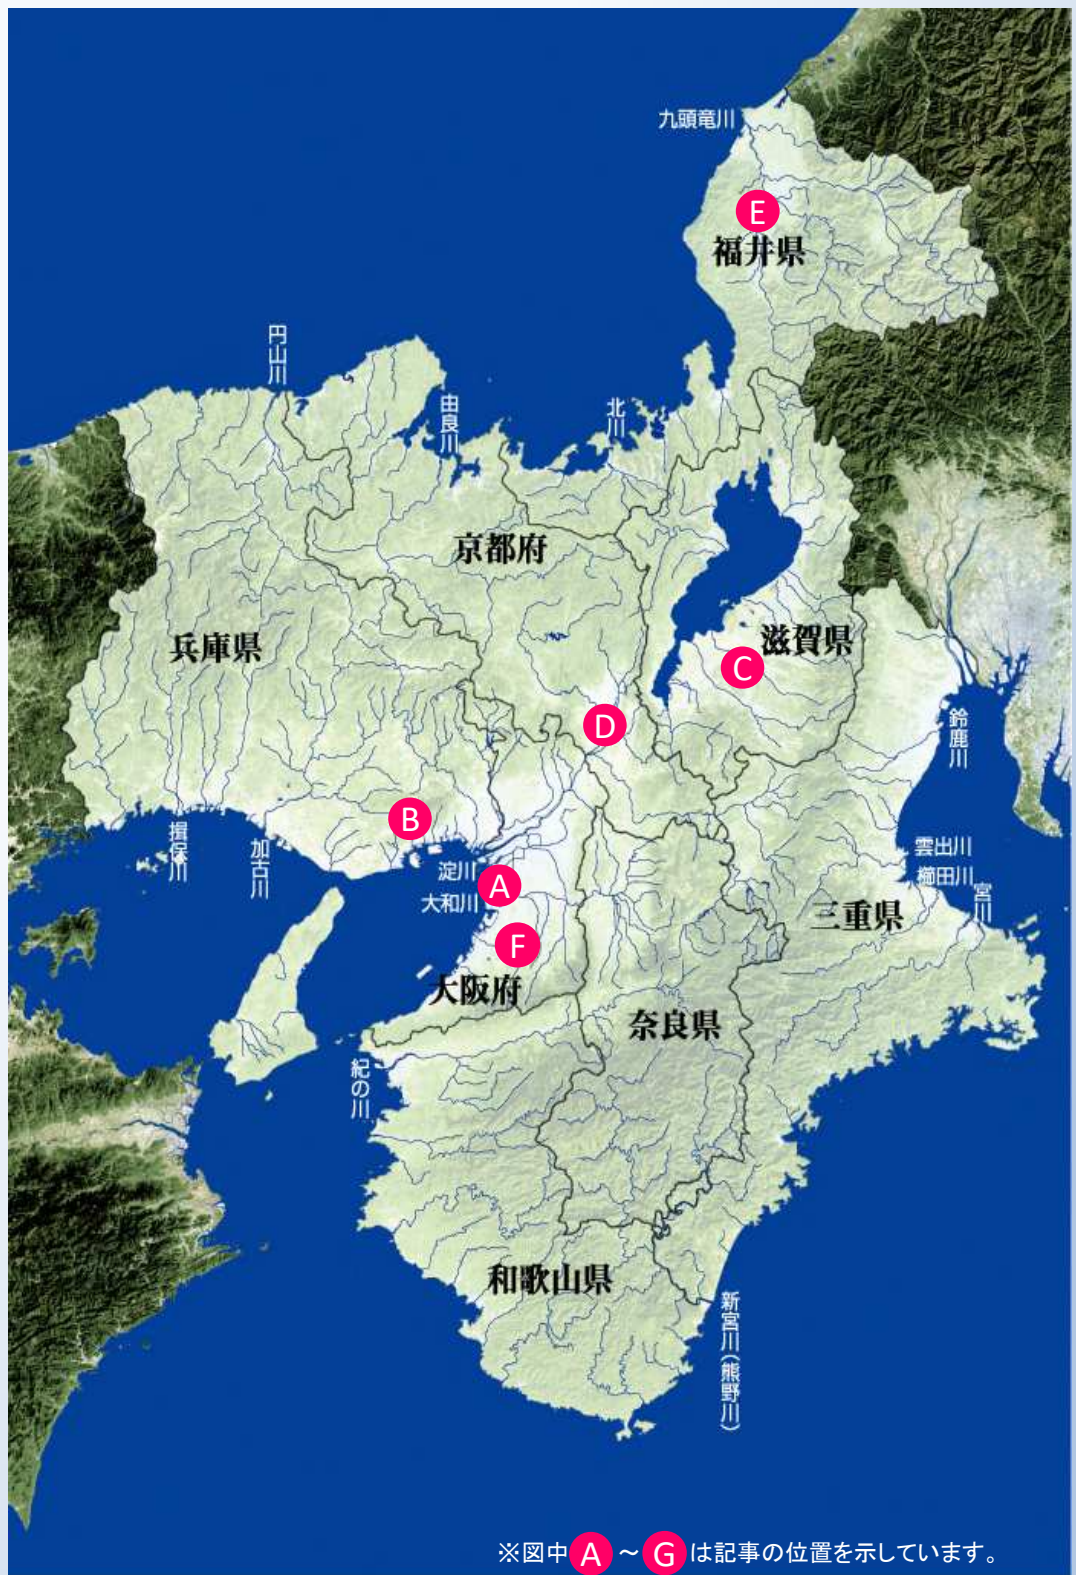 九頭竜川
E
福井県
円山川
由良川
北川
京都府
兵庫県
滋賀県
C
D
鈴鹿川
B
揖保川
加古川
淀川
A
大和川
雲出川
櫛田川
宮川
三重県
F
大阪府
奈良県
紀の川
和歌山県
新宮川(熊野川)
※図中 A ~ G は記事の位置を示しています。